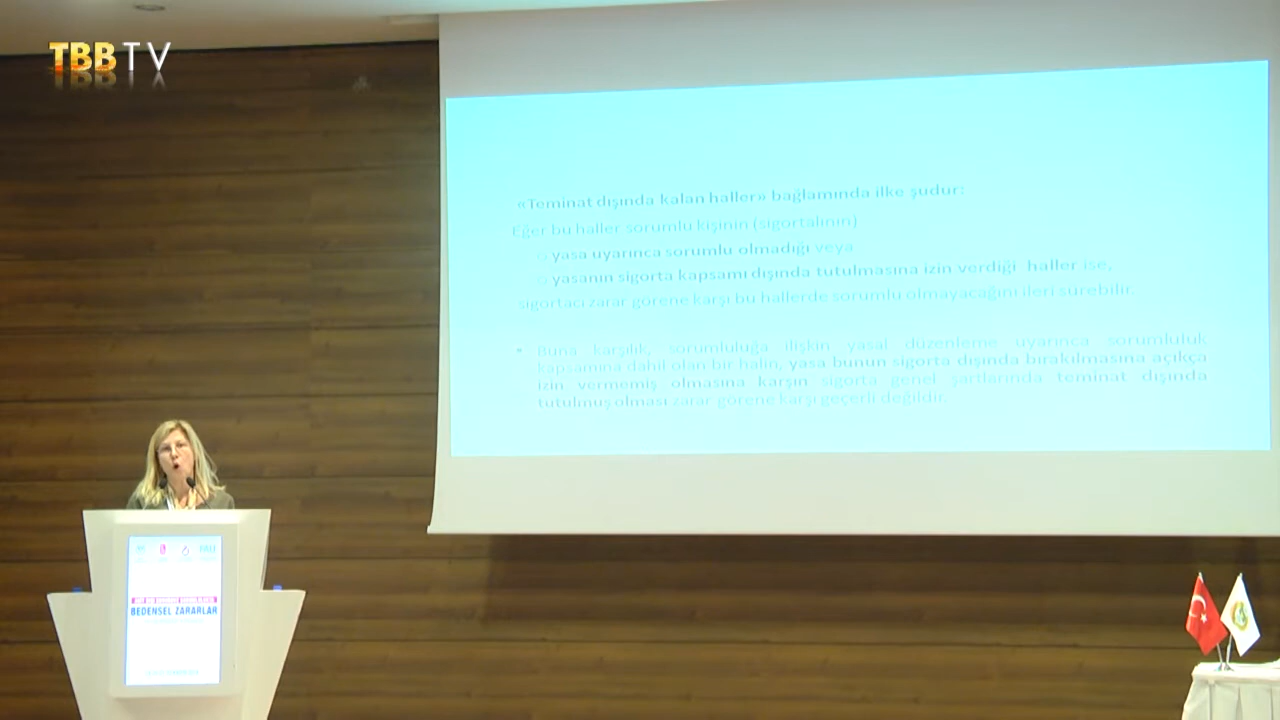 TBB TV
«Teminat dışında kalan haller» bağlamında ilke şudur:
Eğer bu haller sorumlu kişinin (sigortalının)
○ yasa uyarınca sorumlu olmadığı veya
○ yasanın sigorta kapsamı dışında tutulmasına izin verdiği haller ise,
sigortacı zarar görene karşı bu hallerde sorumlu olmayacağını ileri sürebilir.
• Buna karşılık, sorumluluğa ilişkin yasal düzenleme uyarınca sorumluluk
kapsamına dahil olan bir halin, yasa bunun sigorta dışında bırakılmasına açıkça
izin vermemiş olmasına karşın sigorta genel şartlarında teminat dışında
tutulmuş olması zarar görene karşı geçerli değildir.
BEDENSEL ZARARLAR